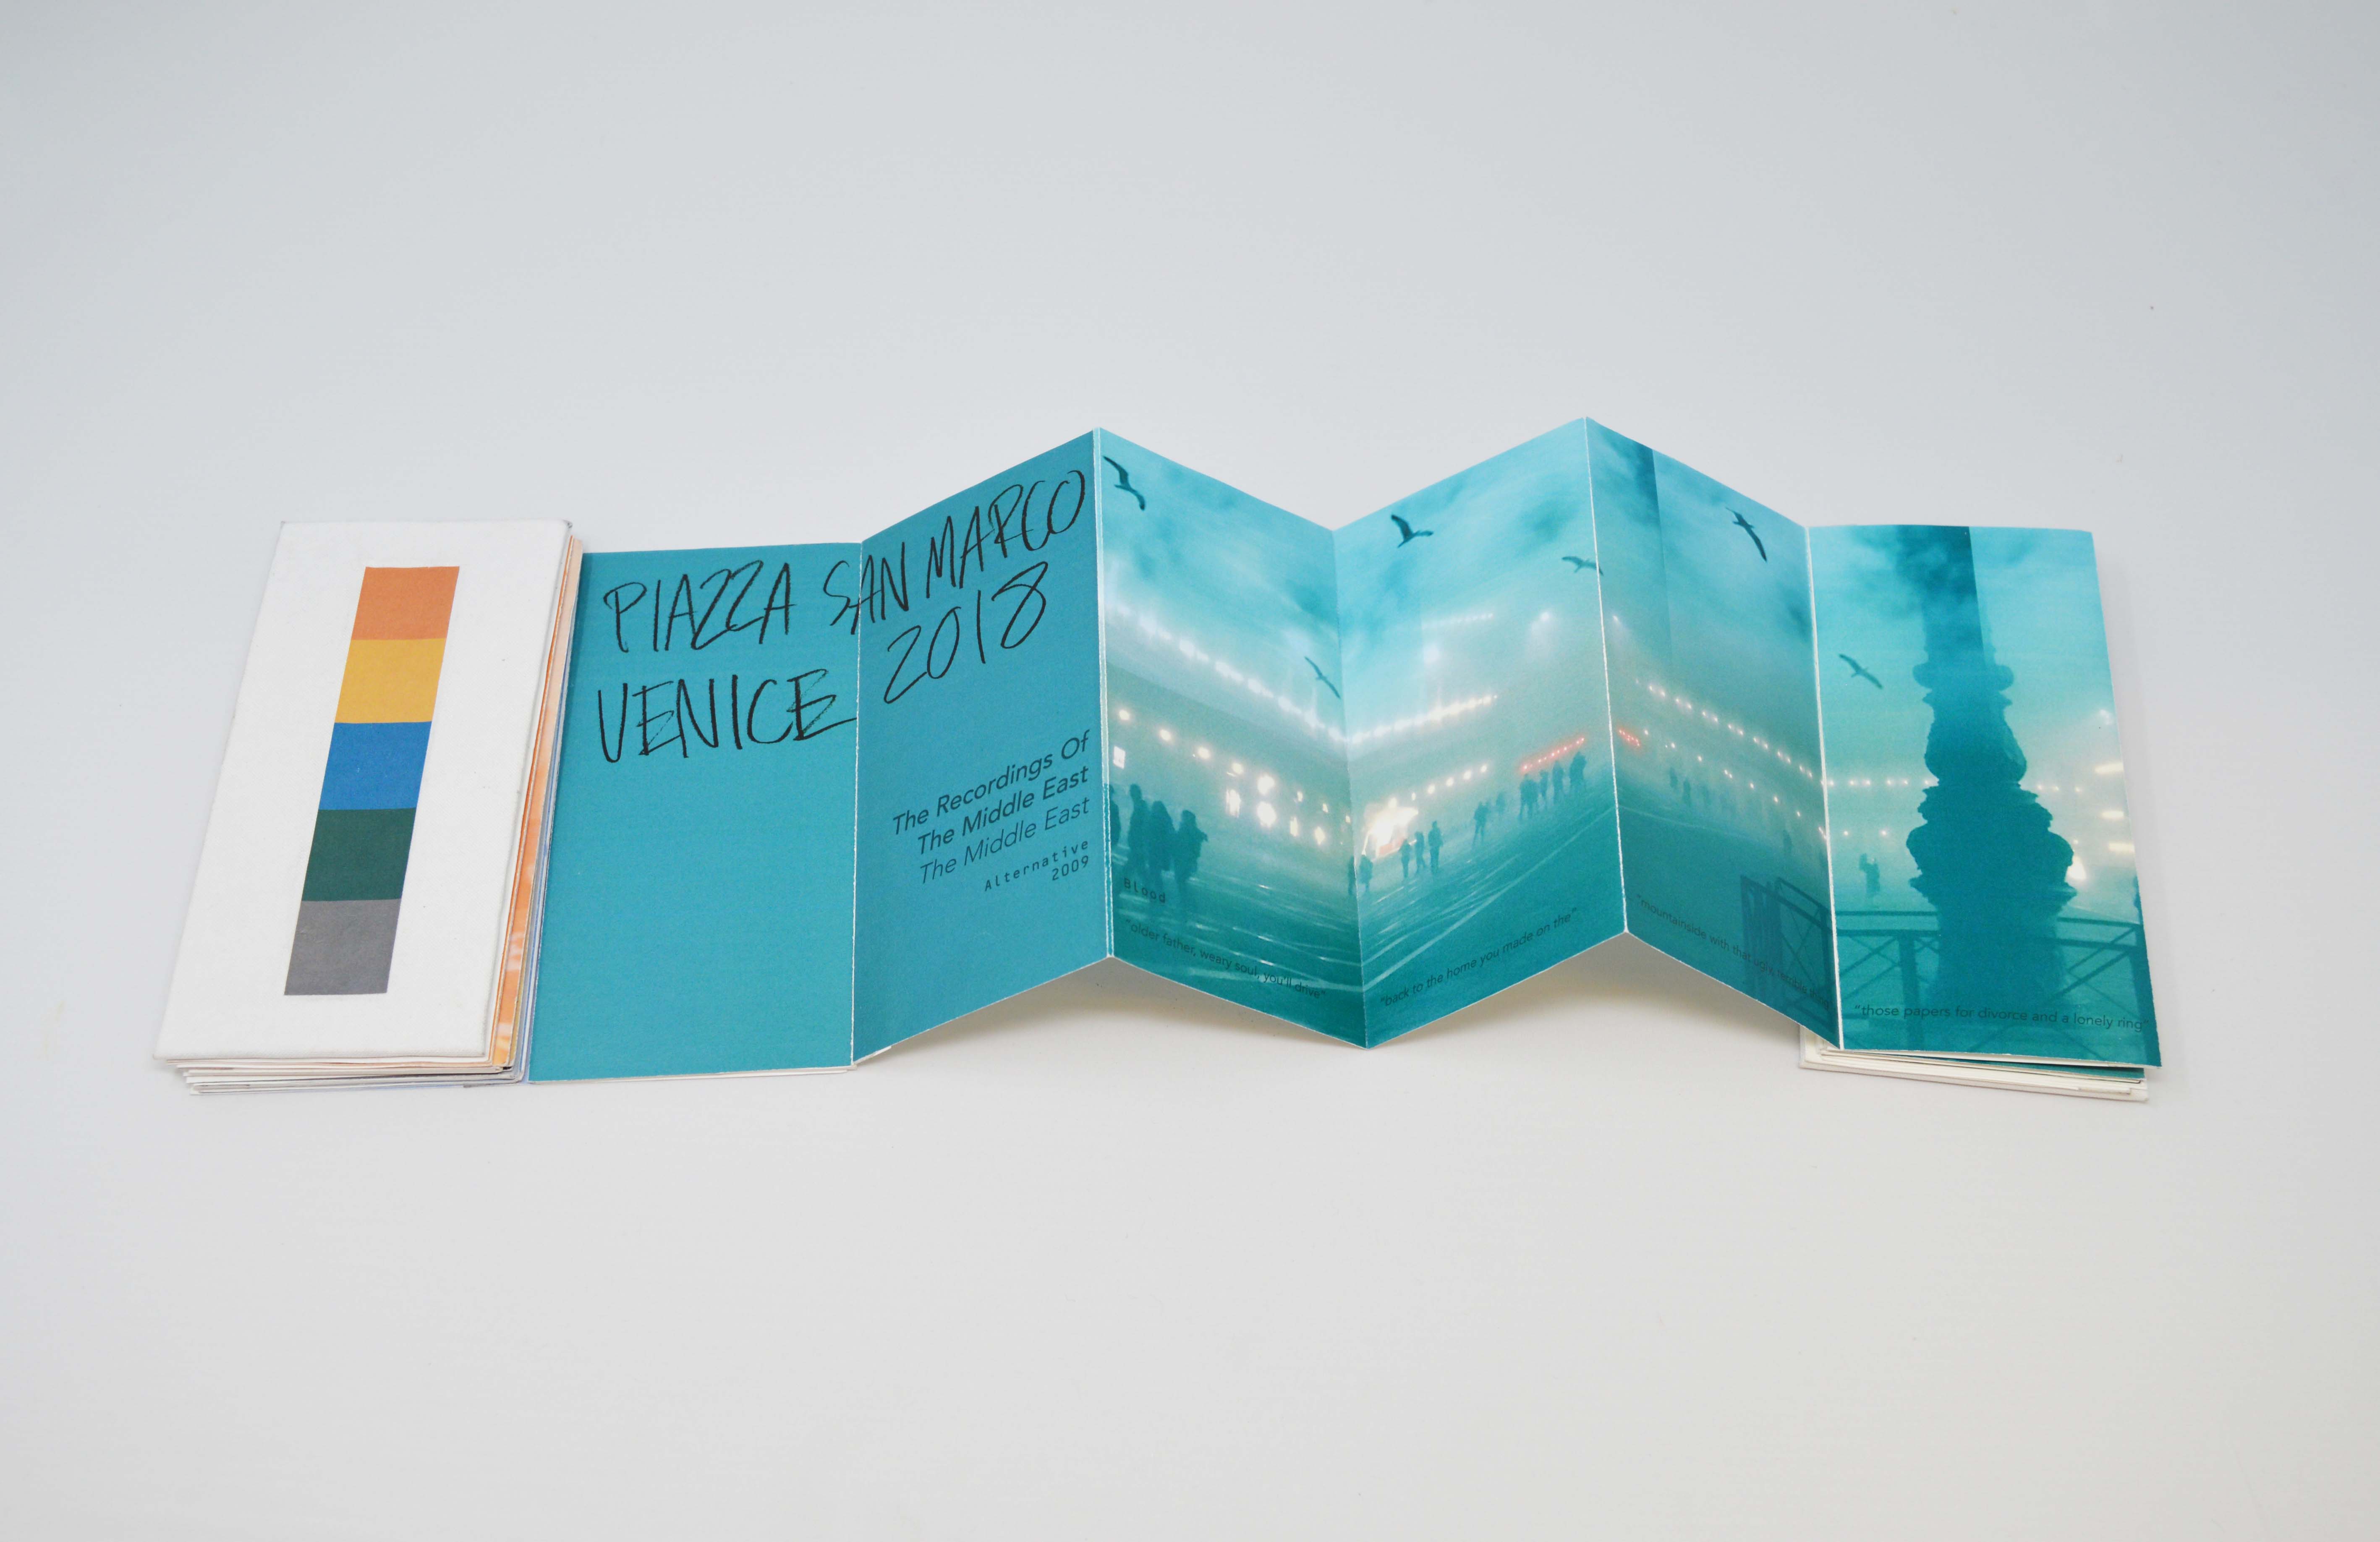 PIAZZA SAN MARCO
VENICE 2018
The Recordings Of
The Middle East
The Middle East
Alternative
2009
Blood
"older father, weary soul, you'll drive"
"back to the home you made on the"
"mountainside with that ugly, terrible
"those papers for divorce and a lonely ring"